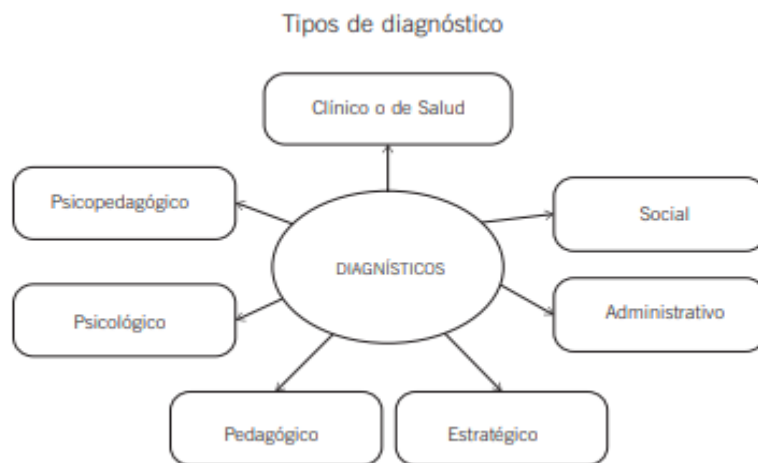 Tipos de diagnóstico
Clínico o de Salud
Psicopedagógico
Social
DIAGNÍSTICOS
Psicológico
Administrativo
Pedagógico
Estratégico